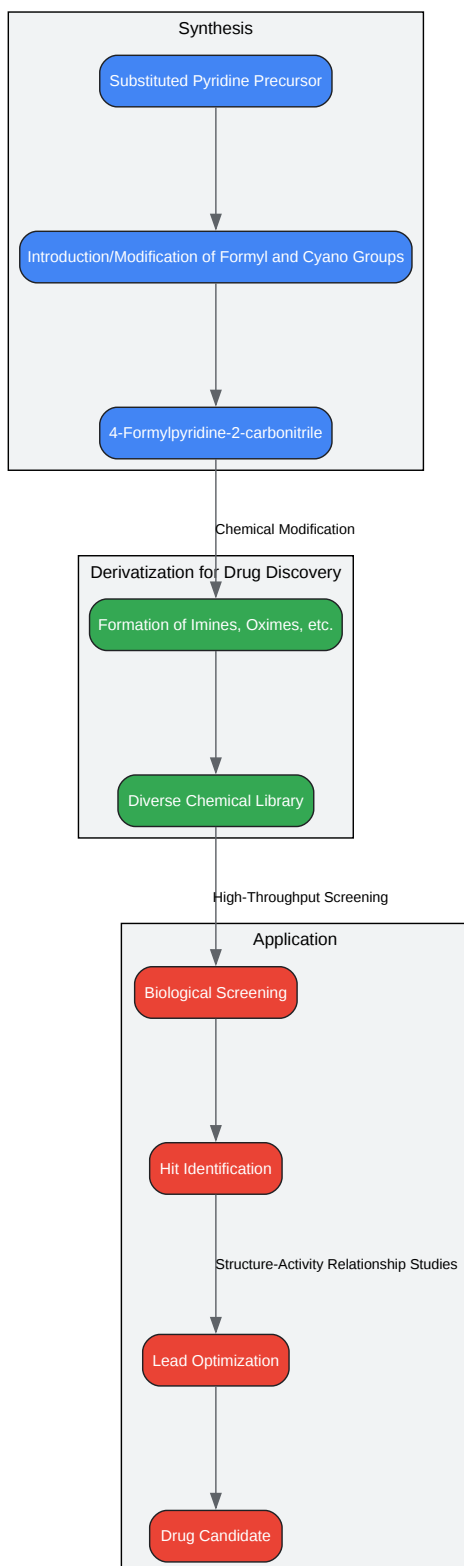 Synthesis
Substituted Pyridine Precursor
Introduction/Modification of Formyl and Cyano Groups
4-Formylpyridine-2-carbonitrile
Chemical Modification
Derivatization for Drug Discovery
Formation of Imines, Oximes, etc.
Diverse Chemical Library
High-Throughput Screening
Application
Biological Screening
Hit Identification
Structure-Activity Relationship Studies
Lead Optimization
Drug Candidate